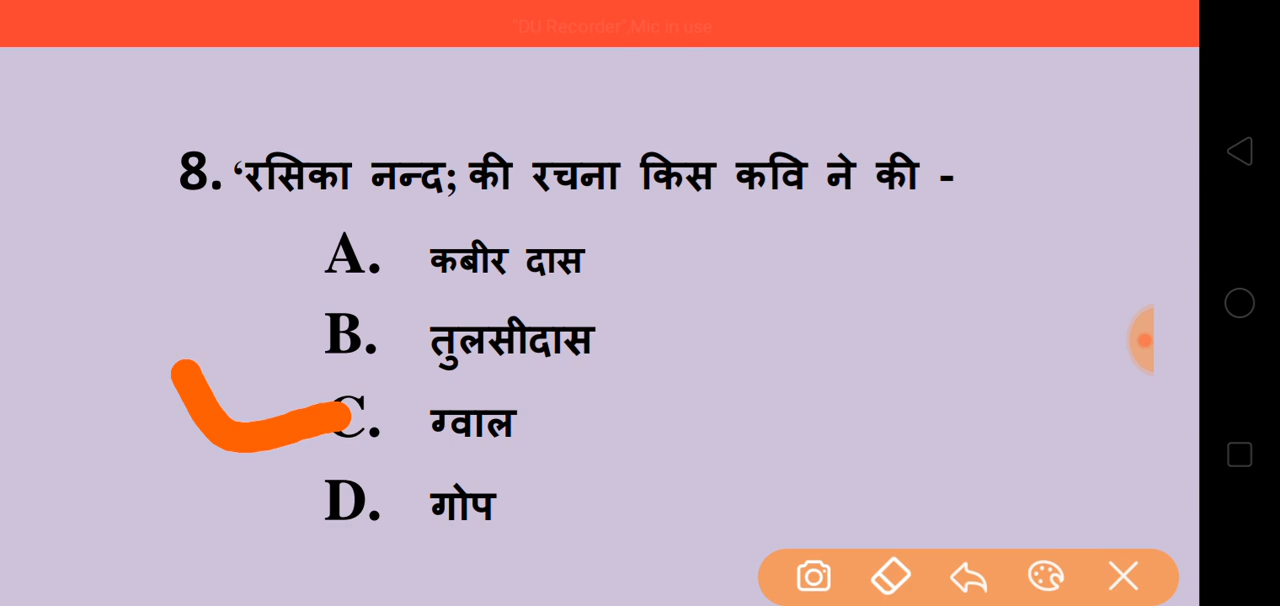 "DU Recorder",Mic in use
8. ‘रसिका नन्द; की रचना किस कवि ने की -
A. कबीर दास
B. तुलसीदास
C. ग्वाल
D. गोप